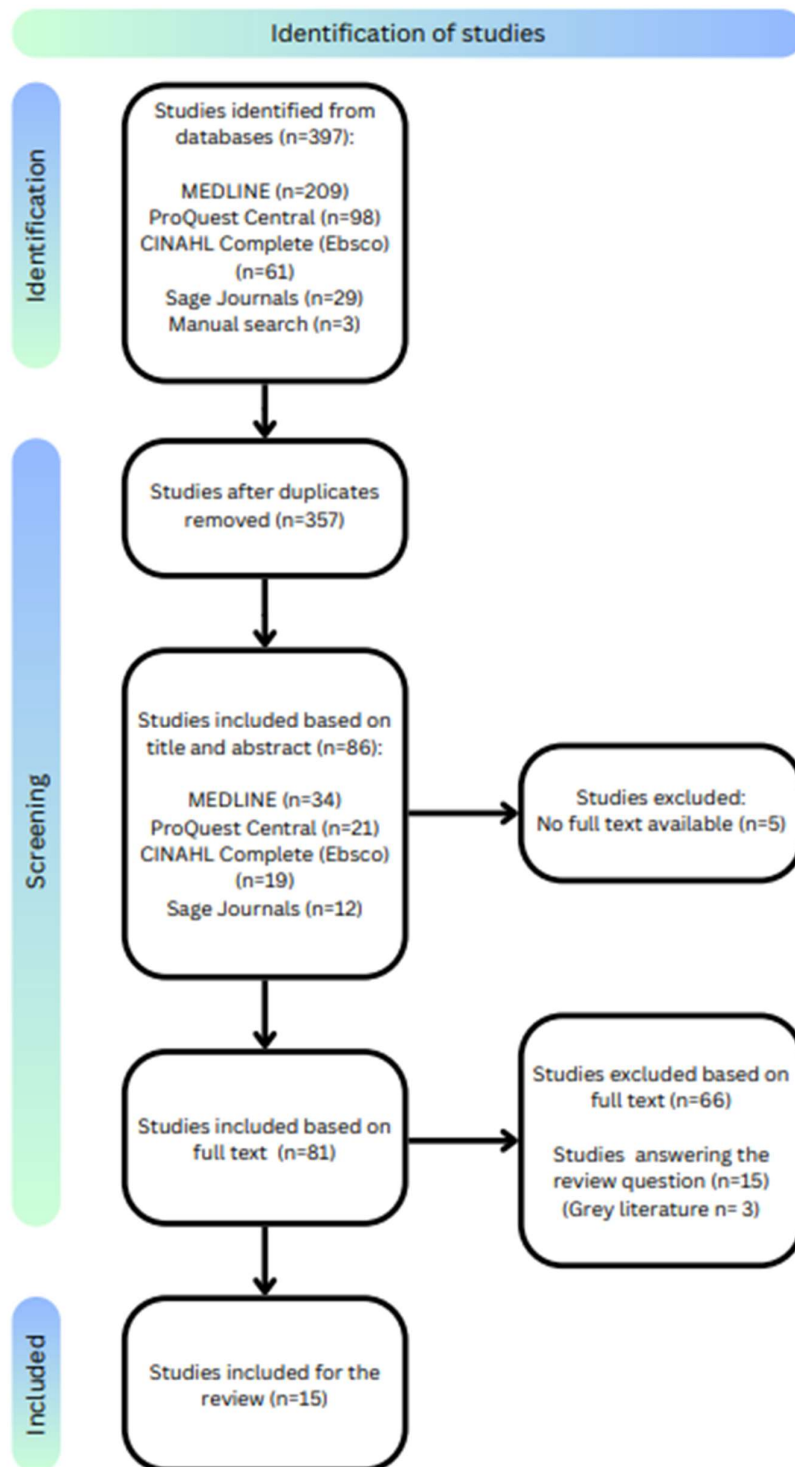 Identification of studies
Identification
Studies identified from
databases (n=397):
MEDLINE (n=209)
ProQuest Central (n=98)
CINAHL Complete (Ebsco)
(n=61)
Sage Journals (n=29)
Manual search (n=3)
Screening
Studies after duplicates
removed (n=357)
Studies included based on
title and abstract (n=86):
MEDLINE (n=34)
ProQuest Central (n=21)
CINAHL Complete (Ebsco)
(n=19)
Sage Journals (n=12)
Studies excluded:
No full text available (n=5)
Studies included based on
full text (n=81)
Studies excluded based on
full text (n=66)
Studies answering the
review question (n=15)
(Grey literature n= 3)
Included
Studies included for the
review (n=15)